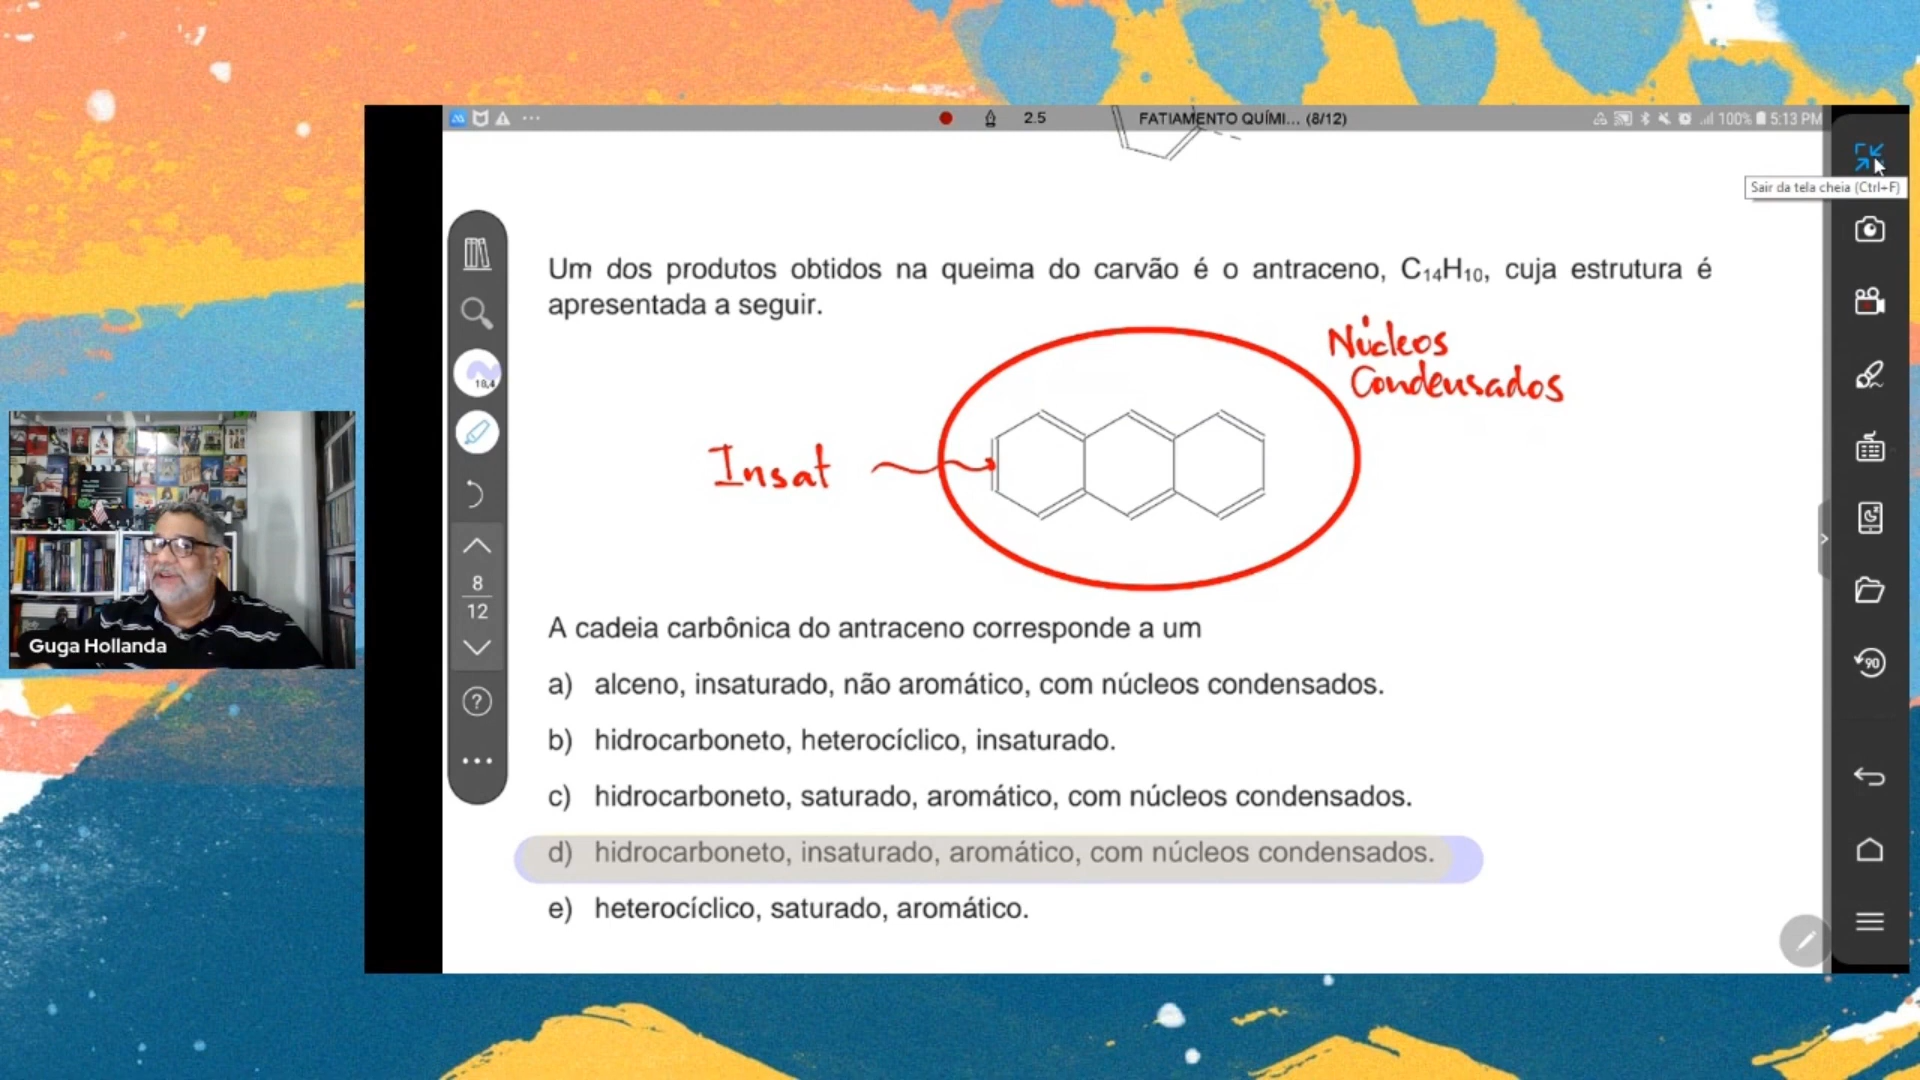 2.5
FATIAMENTO QUÍMI... (8/12)
100%
5:13 PM
Sair da tela cheia (Ctrl+F)
Um dos produtos obtidos na queima do carvão é o antraceno, C₁₄H₁₀, cuja estrutura é
apresentada a seguir.
Núcleos
Condensados
Insat
18,4
8
12
?
90
Guga Hollanda
A cadeia carbônica do antraceno corresponde a um
a) alceno, insaturado, não aromático, com núcleos condensados.
b) hidrocarboneto, heterocíclico, insaturado.
c) hidrocarboneto, saturado, aromático, com núcleos condensados.
d) hidrocarboneto, insaturado, aromático, com núcleos condensados.
e) heterocíclico, saturado, aromático.